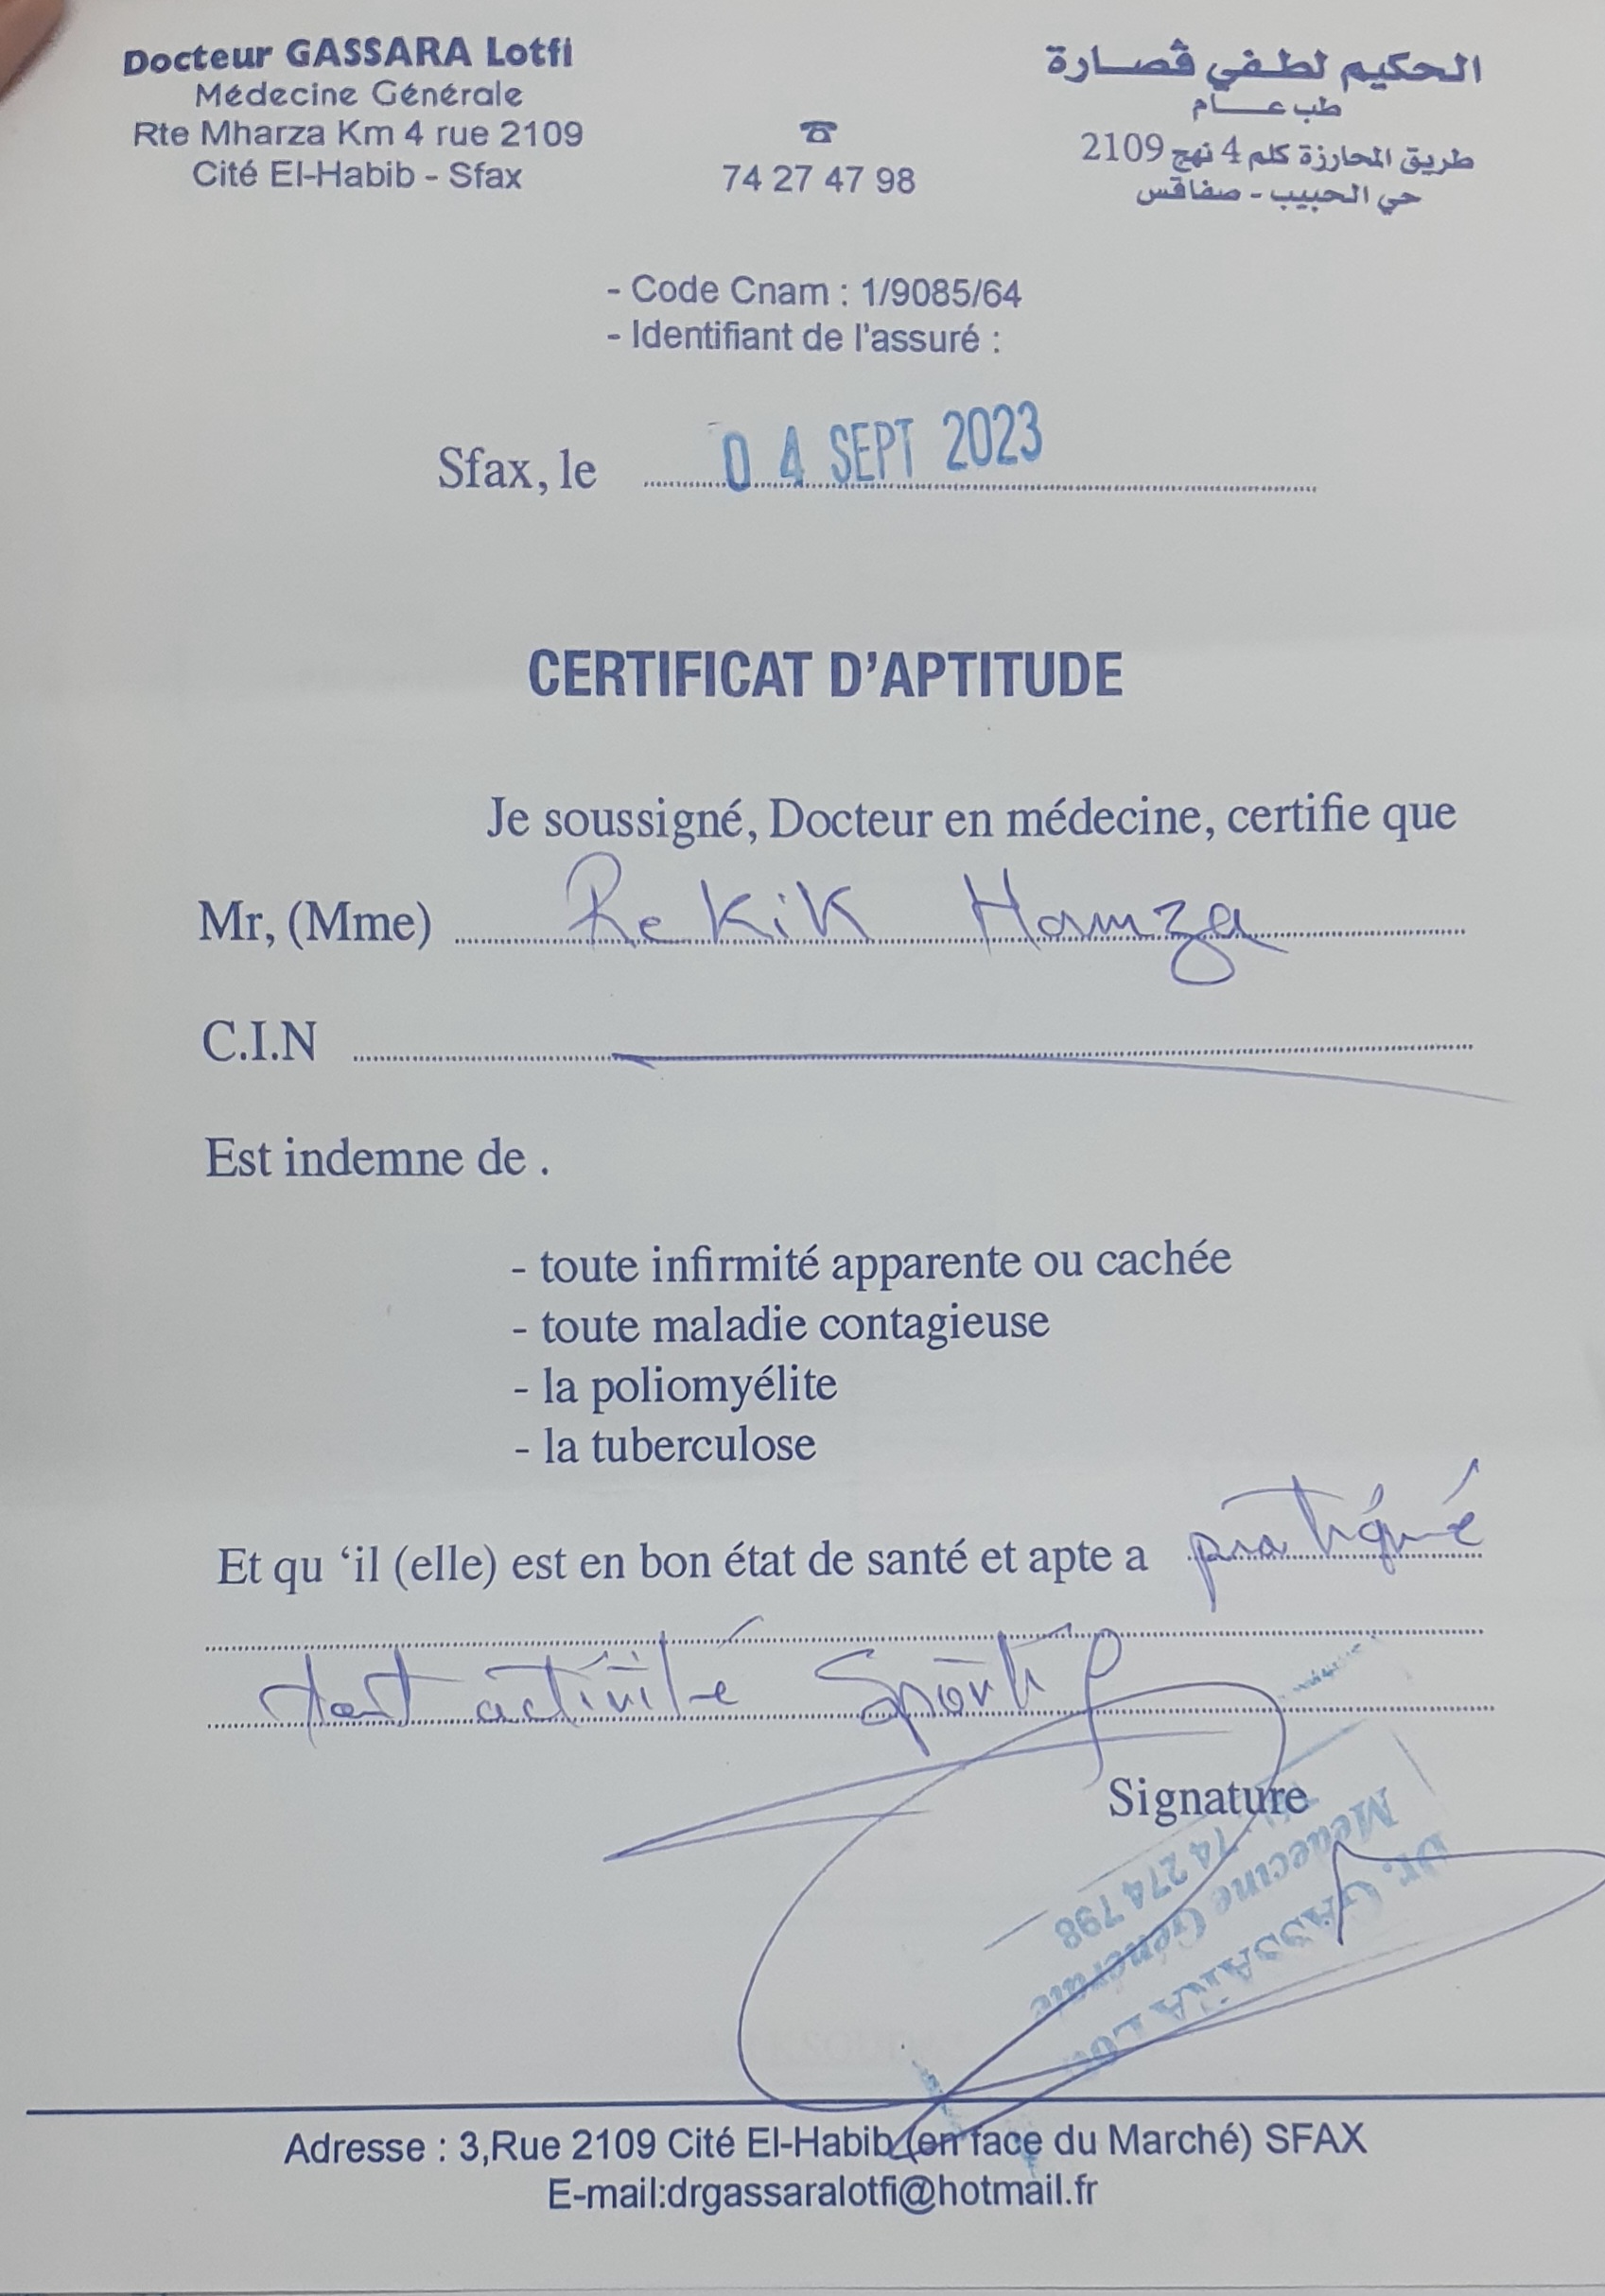 Docteur GASSARA Lotfi
Médecine Générale
Rte Mharza Km 4 rue 2109
Cité El-Habib - Sfax
☎
74 27 47 98
الحكيم لطفي ڨصارة
طب عام
طريق المحارزة كلم 4 نهج 2109
حي الحبيب - صفاقس
- Code Cnam : 1/9085/64
- Identifiant de l'assuré :
Sfax, le 04 SEPT 2023
CERTIFICAT D'APTITUDE
Je soussigné, Docteur en médecine, certifie que
Mr, (Mme) Rekik Hamza
C.I.N
Est indemne de .
- toute infirmité apparente ou cachée
- toute maladie contagieuse
- la poliomyélite
- la tuberculose
Et qu 'il (elle) est en bon état de santé et apte a pratiqué
tout activité Sportif
Signature
Dr. GASSARA Lotfi
Médecine Générale
74 274 798
Adresse : 3,Rue 2109 Cité El-Habib (en face du Marché) SFAX
E-mail:drgassaralotfi@hotmail.fr